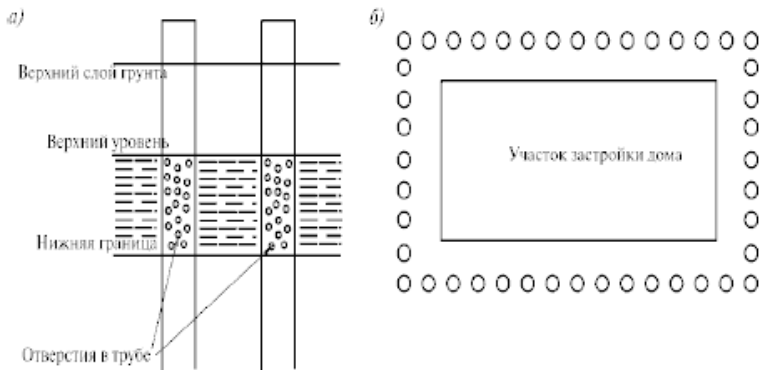 а)
Верхний слой грунта
Верхний уровень
Нижняя граница
Отверстия в трубе
б)
Участок застройки дома